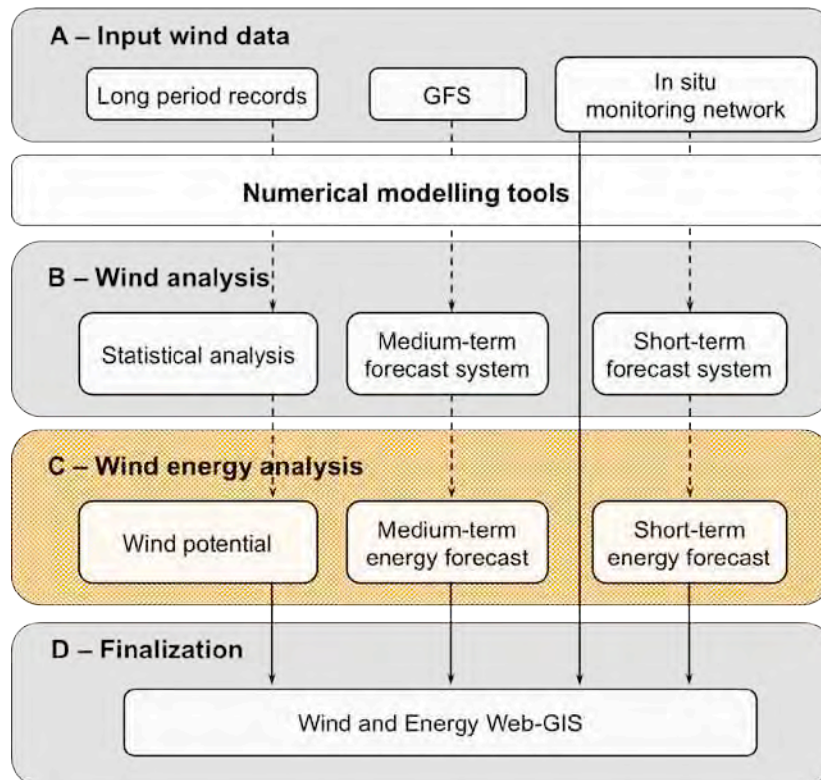 A – Input wind data
Long period records
GFS
In situ
monitoring network
Numerical modelling tools
B – Wind analysis
Statistical analysis
Medium-term
forecast system
Short-term
forecast system
C – Wind energy analysis
Wind potential
Medium-term
energy forecast
Short-term
energy forecast
D – Finalization
Wind and Energy Web-GIS